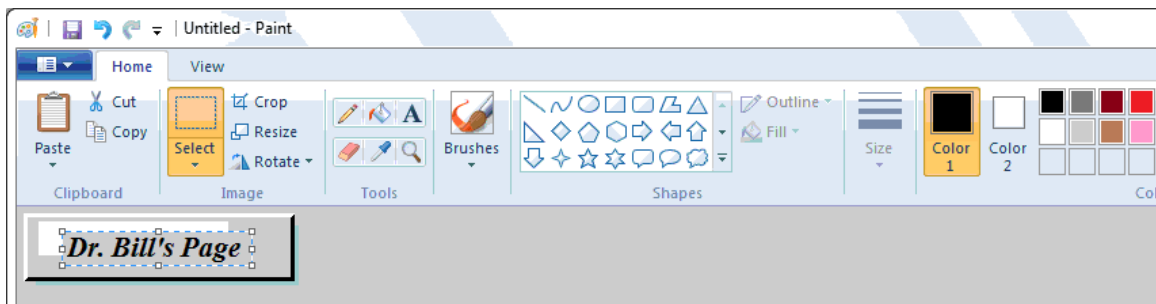 Untitled - Paint
Home View
Paste
Cut
Copy
Clipboard
Select
Crop
Resize
Rotate
Image
A
Tools
Brushes
Shapes
Outline
Fill
Size
Color 1
Color 2
Dr. Bill's Page